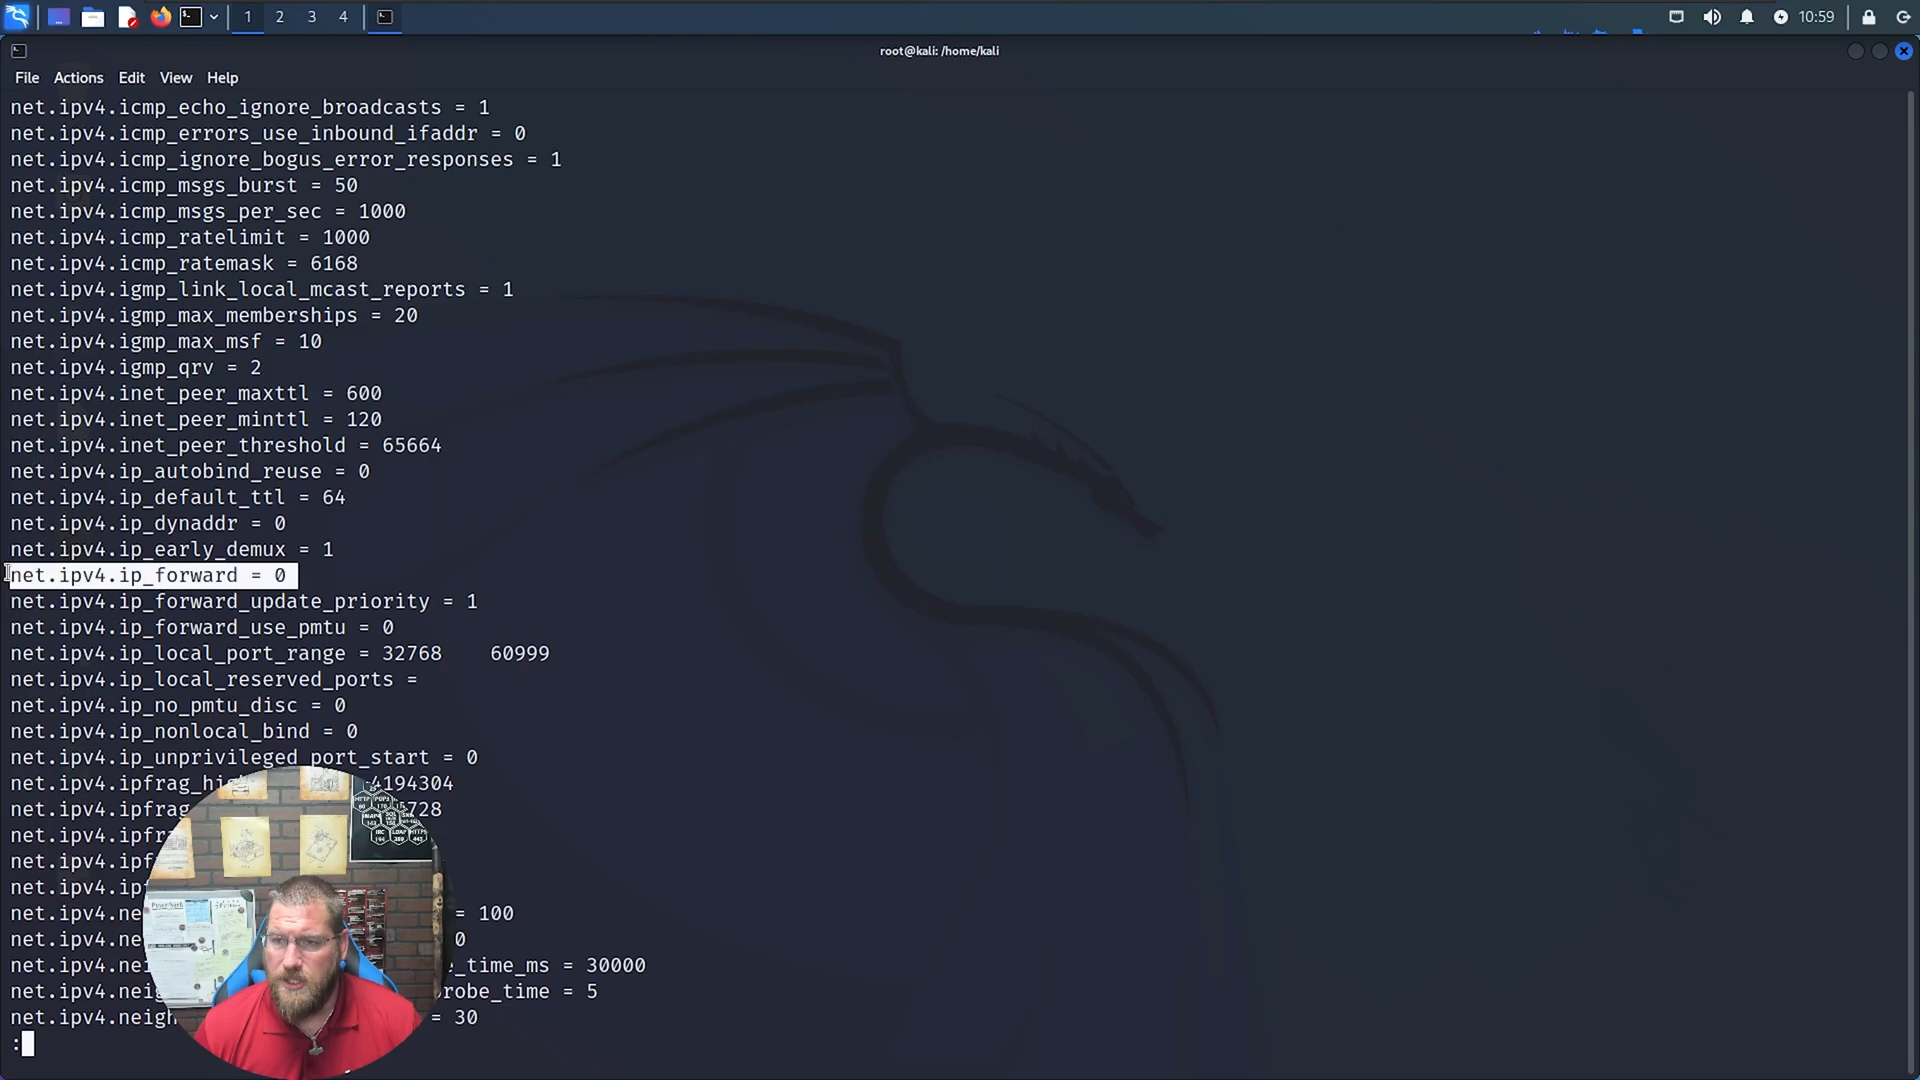 1 2 3 4
10:59
root@kali: /home/kali
File Actions Edit View Help
net.ipv4.icmp_echo_ignore_broadcasts = 1
net.ipv4.icmp_errors_use_inbound_ifaddr = 0
net.ipv4.icmp_ignore_bogus_error_responses = 1
net.ipv4.icmp_msgs_burst = 50
net.ipv4.icmp_msgs_per_sec = 1000
net.ipv4.icmp_ratelimit = 1000
net.ipv4.icmp_ratemask = 6168
net.ipv4.igmp_link_local_mcast_reports = 1
net.ipv4.igmp_max_memberships = 20
net.ipv4.igmp_max_msf = 10
net.ipv4.igmp_qrv = 2
net.ipv4.inet_peer_maxttl = 600
net.ipv4.inet_peer_minttl = 120
net.ipv4.inet_peer_threshold = 65664
net.ipv4.ip_autobind_reuse = 0
net.ipv4.ip_default_ttl = 64
net.ipv4.ip_dynaddr = 0
net.ipv4.ip_early_demux = 1
net.ipv4.ip_forward = 0
net.ipv4.ip_forward_update_priority = 1
net.ipv4.ip_forward_use_pmtu = 0
net.ipv4.ip_local_port_range = 32768 60999
net.ipv4.ip_local_reserved_ports =
net.ipv4.ip_no_pmtu_disc = 0
net.ipv4.ip_nonlocal_bind = 0
net.ipv4.ip_unprivileged_port_start = 0
net.ipv4.ipfrag_hi 4194304
net.ipv4.ipfrag 728
net.ipv4.ipfr
net.ipv4.ipf
net.ipv4.ip
net.ipv4.ne = 100
net.ipv4.ne 0
net.ipv4.nei e_time_ms = 30000
net.ipv4.neig robe_time = 5
net.ipv4.neigh = 30
: